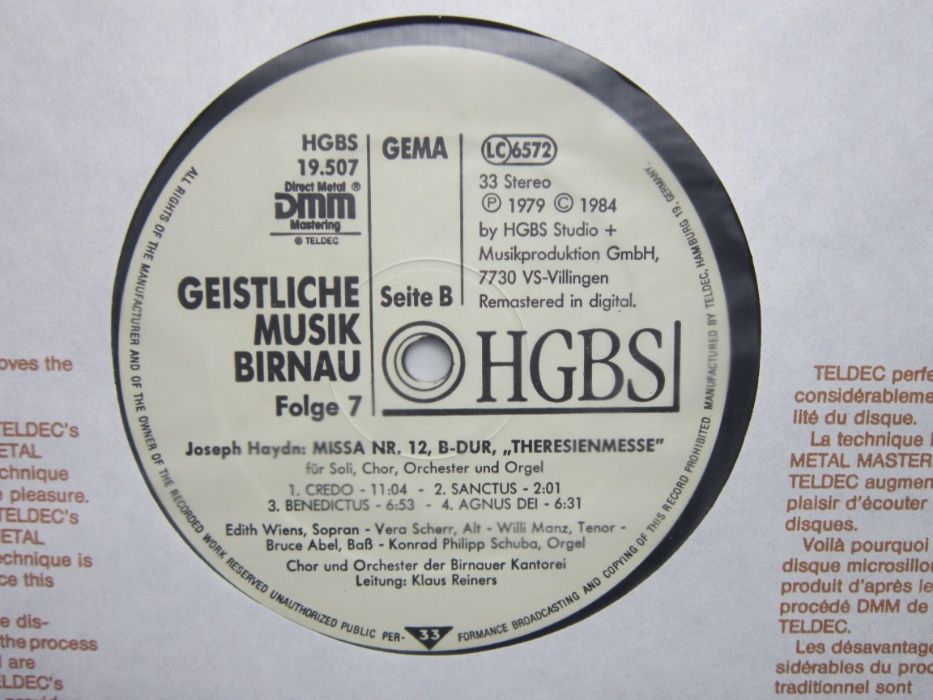 HGBS
19.507
Direct Metal ®
DMM
Mastering
® TELDEC
GEISTLICHE
MUSIK
BIRNAU
Folge 7
GEMA
Seite B
LC 6572
33 Stereo
Ⓟ 1979 © 1984
by HGBS Studio +
Musikproduktion GmbH,
7730 VS-Villingen
Remastered in digital.
HGBS
Joseph Haydn: MISSA NR. 12, B-DUR, „THERESIENMESSE”
für Soli, Chor, Orchester und Orgel
1. CREDO - 11:04 - 2. SANCTUS - 2:01
3. BENEDICTUS - 6:53 - 4. AGNUS DEI - 6:31
Edith Wiens, Sopran - Vera Scherr, Alt - Willi Manz, Tenor -
Bruce Abel, Baß - Konrad Philipp Schuba, Orgel
Chor und Orchester der Birnauer Kantorei
Leitung: Klaus Reiners
33
ALL RIGHTS OF THE MANUFACTURER AND OF THE OWNER OF THE RECORDED WORK RESERVED UNAUTHORIZED PUBLIC PER- FORMANCE BROADCASTING AND COPYING OF THIS RECORD PROHIBITED. MANUFACTURED BY TELDEC, HAMBURG 19, GERMANY.
oves the
TELDEC's
METAL
echnique
e pleasure.
TELDEC's
METAL
echnique is
ce this
e dis-
the process
are
TELDEC's
TELDEC perfe
considérableme
lité du disque.
La technique
METAL MASTER
TELDEC augmen
plaisir d'écouter
disques.
Voilà pourquoi
disque microsillo
produit d'après le
procédé DMM de
TELDEC.
Les désavantage
sidérables du proc
traditionnel sont